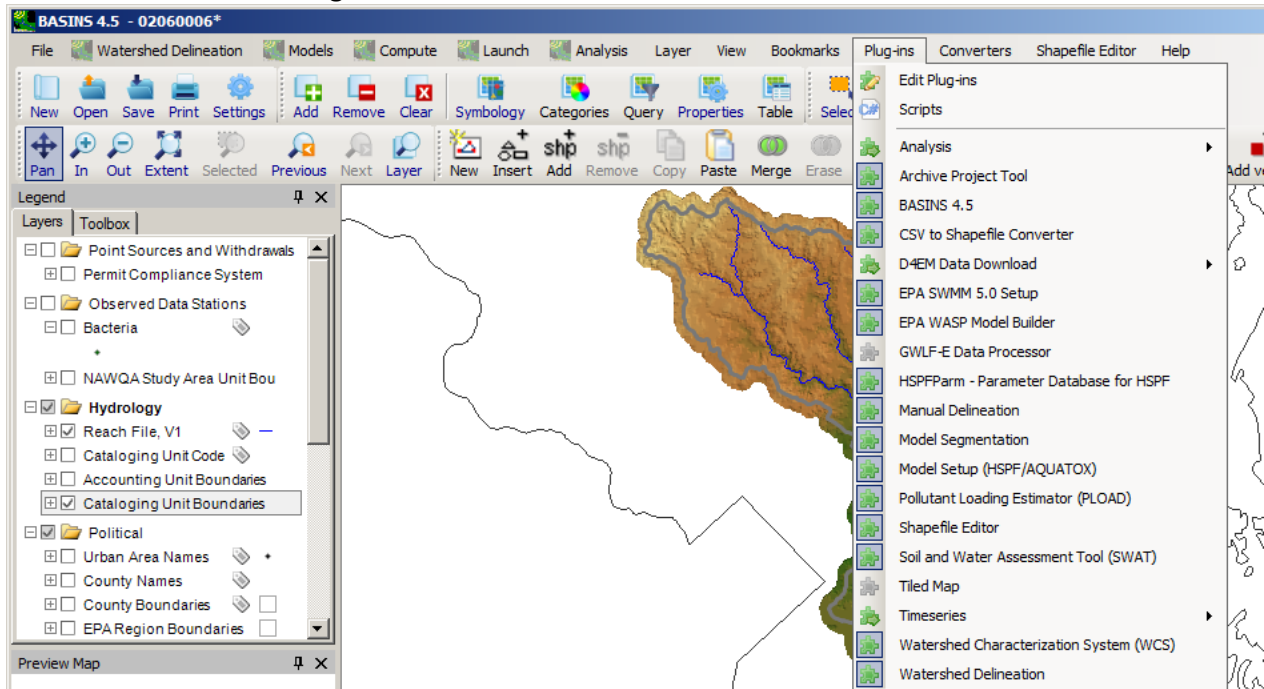 BASINS 4.5 - 02060006*
File Watershed Delineation Models Compute Launch Analysis Layer View Bookmarks Plug-ins Converters Shapefile Editor Help
New Open Save Print Settings Add Remove Clear Symbology Categories Query Properties Table Selec
Pan In Out Extent Selected Previous Next Layer New Insert Add Remove Copy Paste Merge Erase Add ve
shp shp
Legend
Layers Toolbox
Point Sources and Withdrawals
Permit Compliance System
Observed Data Stations
Bacteria
NAWQA Study Area Unit Bou
Hydrology
Reach File, V1
Cataloging Unit Code
Accounting Unit Boundaries
Cataloging Unit Boundaries
Political
Urban Area Names
County Names
County Boundaries
EPA Region Boundaries
Preview Map
Edit Plug-ins
C# Scripts
Analysis
Archive Project Tool
BASINS 4.5
CSV to Shapefile Converter
D4EM Data Download
EPA SWMM 5.0 Setup
EPA WASP Model Builder
GWLF-E Data Processor
HSPFParm - Parameter Database for HSPF
Manual Delineation
Model Segmentation
Model Setup (HSPF/AQUATOX)
Pollutant Loading Estimator (PLOAD)
Shapefile Editor
Soil and Water Assessment Tool (SWAT)
Tiled Map
Timeseries
Watershed Characterization System (WCS)
Watershed Delineation